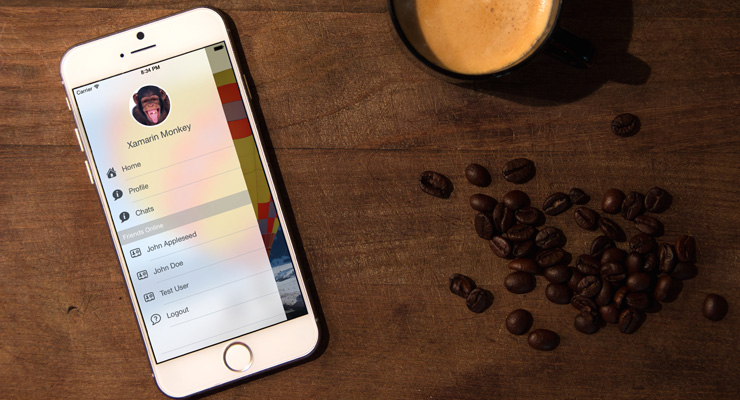 Carrier
8:34 PM
Xamarin Monkey
Home
Profile
Chats
Friends Online
John Appleseed
John Doe
Test User
Logout